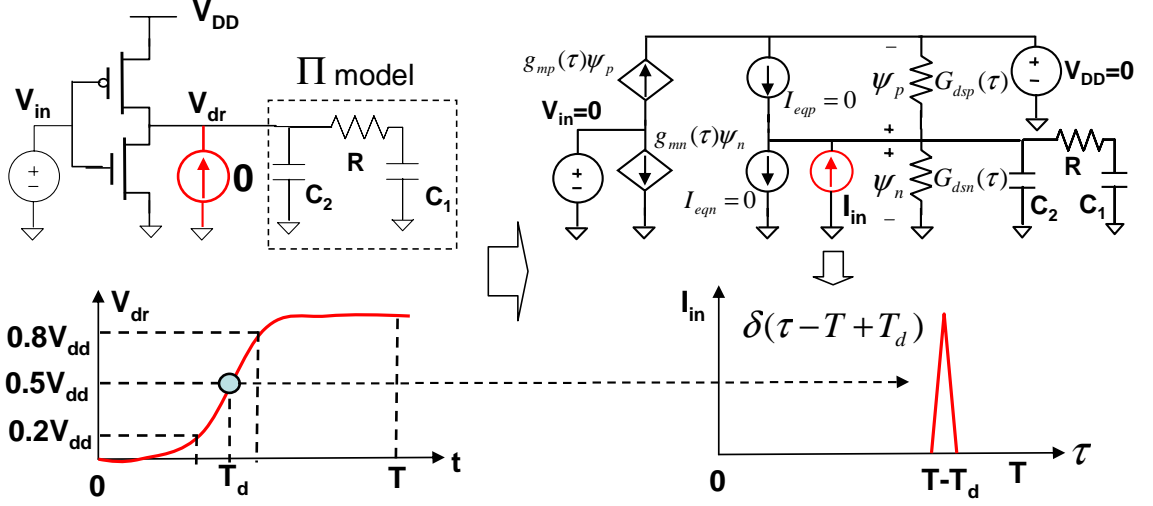 V_DD
Π model
V_in
V_dr
0
R
C_2
C_1
+
−
g_mp(τ)ψ_p
V_in=0
g_mn(τ)ψ_n
I_eqp = 0
I_eqn = 0
I_in
−
ψ_p
G_dsp(τ)
+
+
ψ_n
G_dsn(τ)
−
+
−
V_DD=0
+
−
R
C_2
C_1
V_dr
0.8V_dd
0.5V_dd
0.2V_dd
0
T_d
T
t
I_in
δ(τ−T+T_d)
0
T-T_d
T
τ